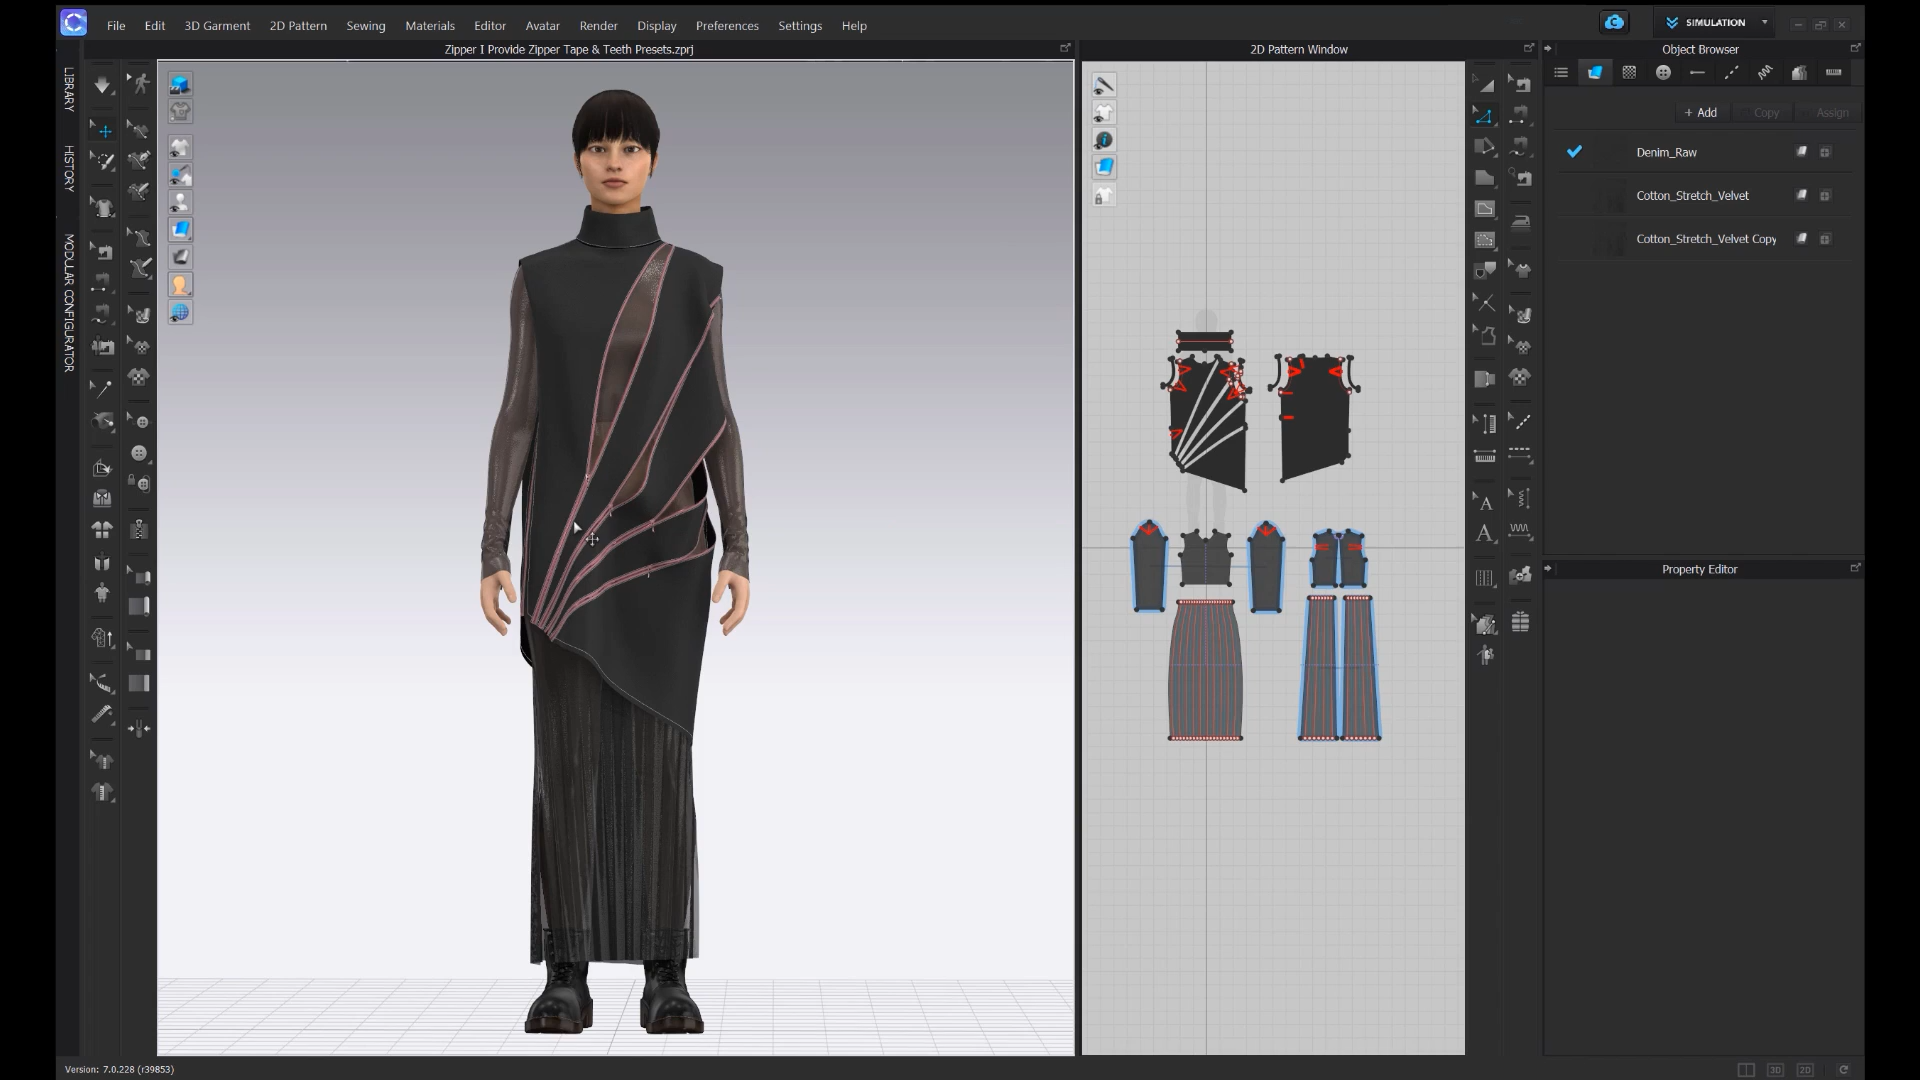 File Edit 3D Garment 2D Pattern Sewing Materials Editor Avatar Render Display Preferences Settings Help
SIMULATION
Zipper I Provide Zipper Tape & Teeth Presets.zprj
2D Pattern Window
Object Browser
LIBRARY
HISTORY
MODULAR CONFIGURATOR
+ Add Copy Assign
Denim_Raw
Cotton_Stretch_Velvet
Cotton_Stretch_Velvet Copy
Property Editor
Version: 7.0.228 (r39853)
3D 2D